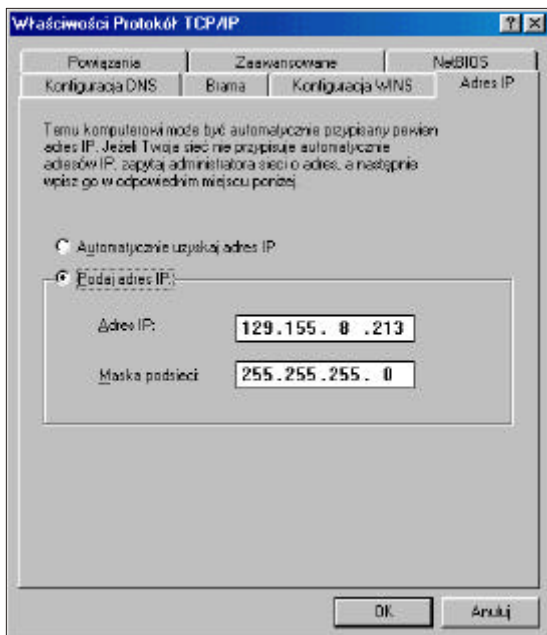 Właściwości Protokół TCP/IP
Powiązania Zaawansowane NetBIOS
Konfiguracja DNS Brama Konfiguracja WINS Adres IP
Temu komputerowi może być automatycznie przypisany pewien
adres IP. Jeżeli Twoja sieć nie przypisuje automatycznie
adresów IP, zapytaj administratora sieci o adres, a następnie
wpisz go w odpowiednim miejscu poniżej.
Automatycznie uzyskaj adres IP
Podaj adres IP:
Adres IP: 129.155. 8 .213
Maska podsieci: 255.255.255. 0
OK Anuluj